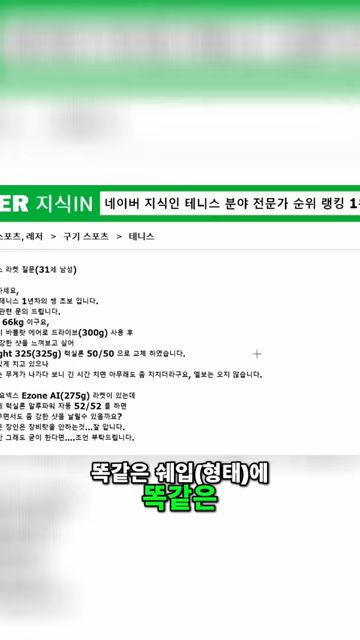 ER 지식IN 네이버 지식인 테니스 분야 전문가 순위 랭킹 1
스포츠, 레저 > 구기 스포츠 > 테니스
스 라켓 질문(31세 남성)
하세요,
테니스 1년차의 쌩 초보 입니다.
관련 문의 드립니다.
66kg 이구요,
바볼랏 에어로 드라이브(300g) 사용 후
강한 샷을 느껴보고 싶어
ght 325(325g) 럭실론 50/50 으로 교체 하였습니다.
있게 치고 있으나
는 무게가 나가다 보니 긴 시간 치면 아무래도 좀 지치더라구요, 엘보는 오지 않습니다.
요넥스 Ezone AI(275g) 라켓이 있는데
럭실론 알루파워 자동 52/52 를 하면
우면서도 좀 강한 샷을 날릴수 있을까요?
은 장인은 장비탓을 안하는것...잘 압니다.
그래도 굳이 한다면....조언 부탁드립니다.
똑같은 쉐입(형태)에
똑같은